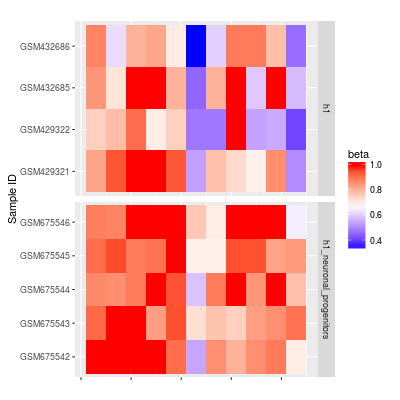 GSM432686
GSM432685
GSM429322
GSM429321
h1
GSM675546
GSM675545
GSM675544
GSM675543
GSM675542
h1_neuronal_progenitors
Sample ID
beta
1.0
0.8
0.6
0.4